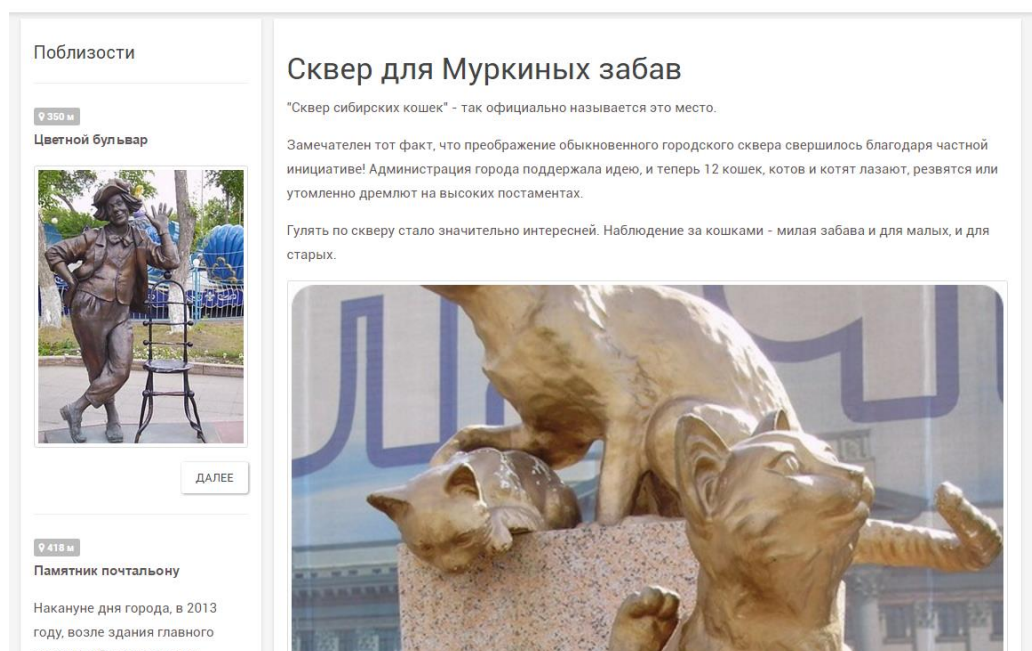 Поблизости
350 м
Цветной бульвар
ДАЛЕЕ
418 м
Памятник почтальону
Накануне дня города, в 2013
году, возле здания главного
Сквер для Муркиных забав
"Сквер сибирских кошек" - так официально называется это место.
Замечателен тот факт, что преображение обыкновенного городского сквера свершилось благодаря частной
инициативе! Администрация города поддержала идею, и теперь 12 кошек, котов и котят лазают, резвятся или
утомленно дремлют на высоких постаментах.
Гулять по скверу стало значительно интересней. Наблюдение за кошками - милая забава и для малых, и для
старых.